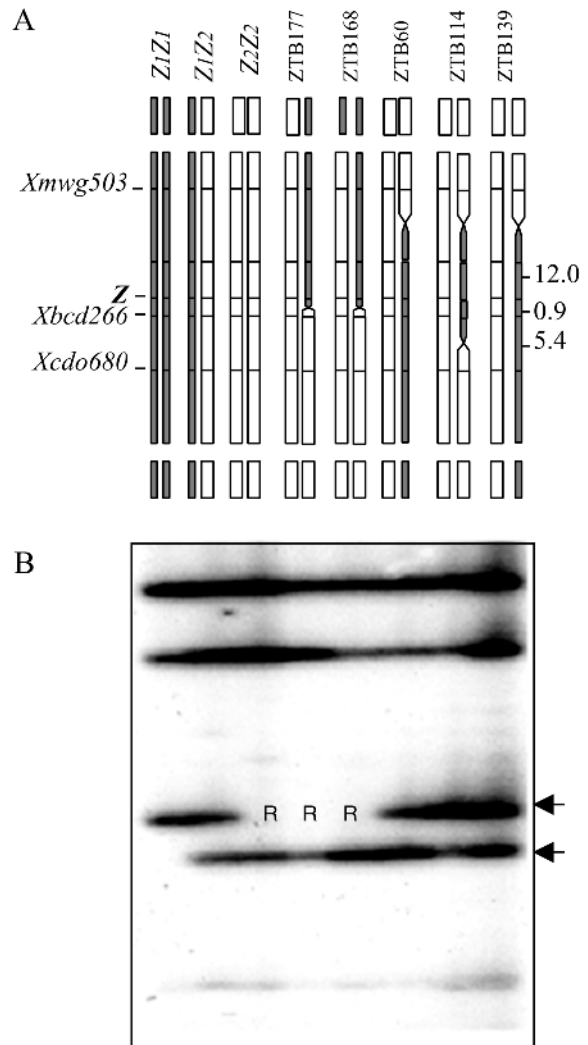 A
Z1Z1
Z1Z2
Z2Z2
ZTB177
ZTB168
ZTB60
ZTB114
ZTB139
Xmwg503
Z
Xbcd266
Xcdo680
12.0
0.9
5.4
B
R R R